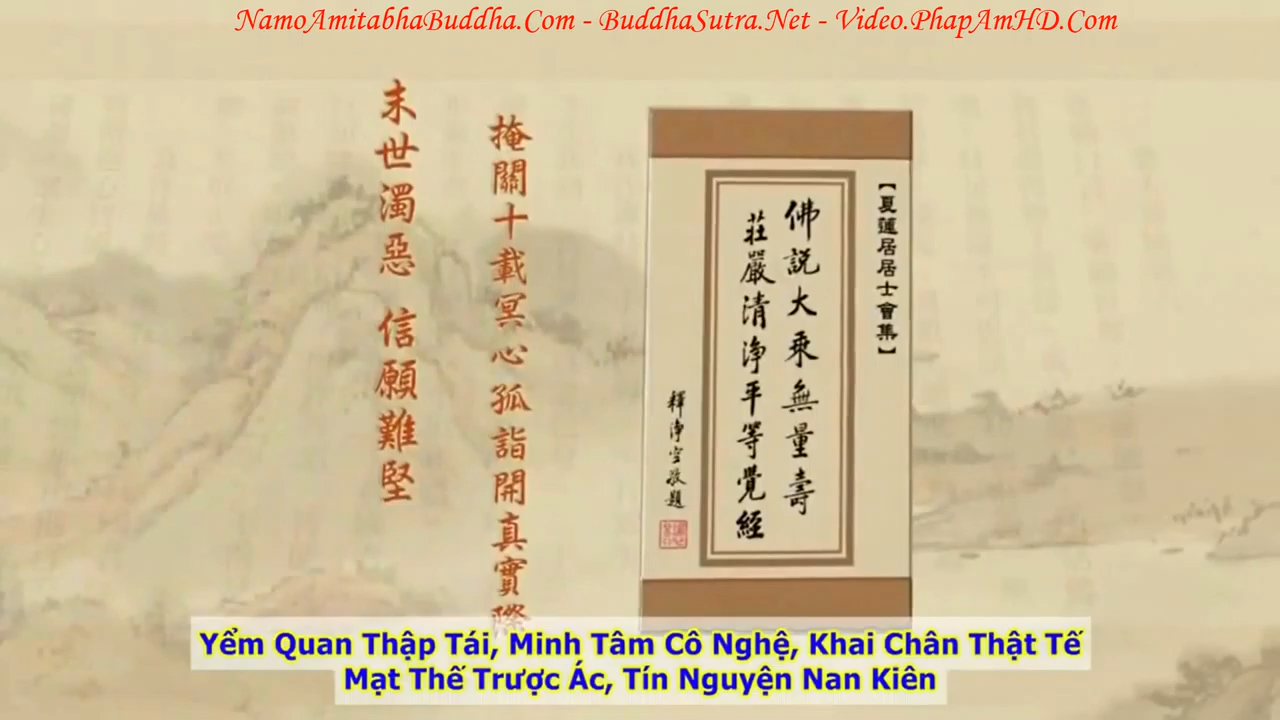 NamoAmitabhaBuddha.Com - BuddhaSutra.Net - Video.PhapAmHD.Com
【夏蓮居居士會集】
佛說大乘無量壽
莊嚴清淨平等覺經
釋淨空敬題
掩關十載冥心孤詣開真實際
末世濁惡 信願難堅
Yểm Quan Thập Tái, Minh Tâm Cô Nghệ, Khai Chân Thật Tế
Mạt Thế Trược Ác, Tín Nguyện Nan Kiên